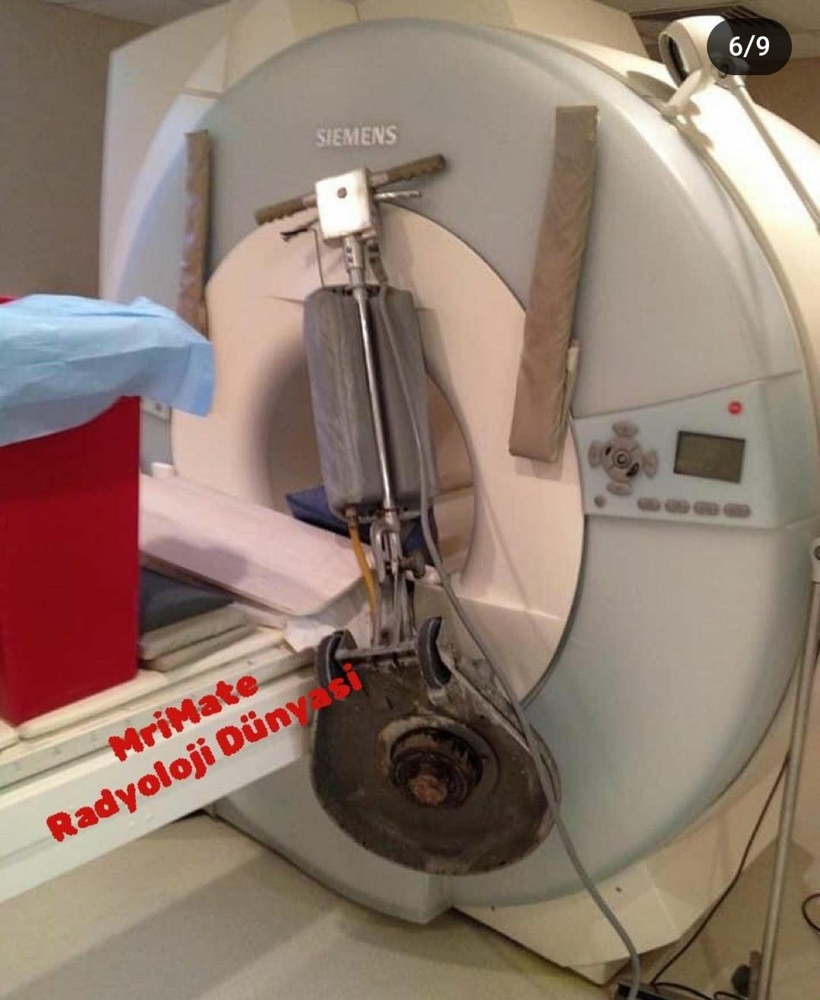 6/9
SIEMENS
MriMate
Radyoloji Dünyasi